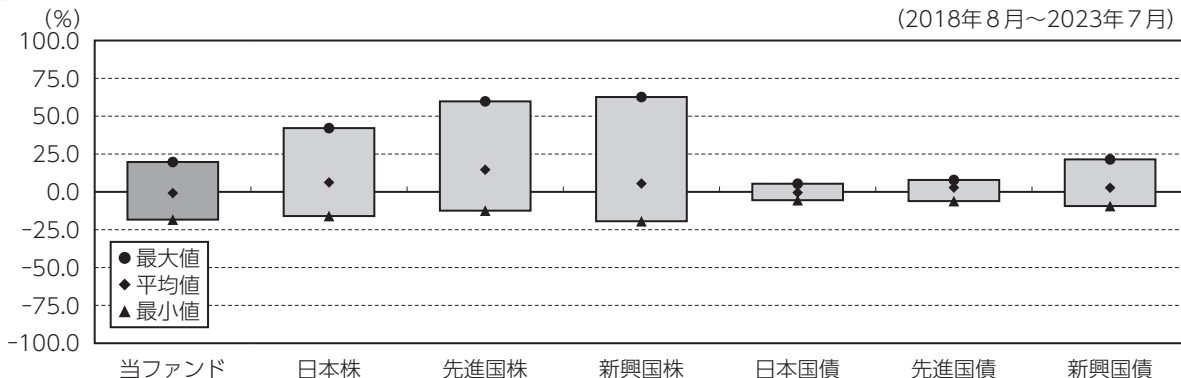 (%)
(2018年8月~2023年7月)
100.0
75.0
50.0
25.0
0.0
-25.0
-50.0
-75.0
-100.0
●最大値
◆平均値
▲最小値
当ファンド 日本株 先進国株 新興国株 日本国債 先進国債 新興国債